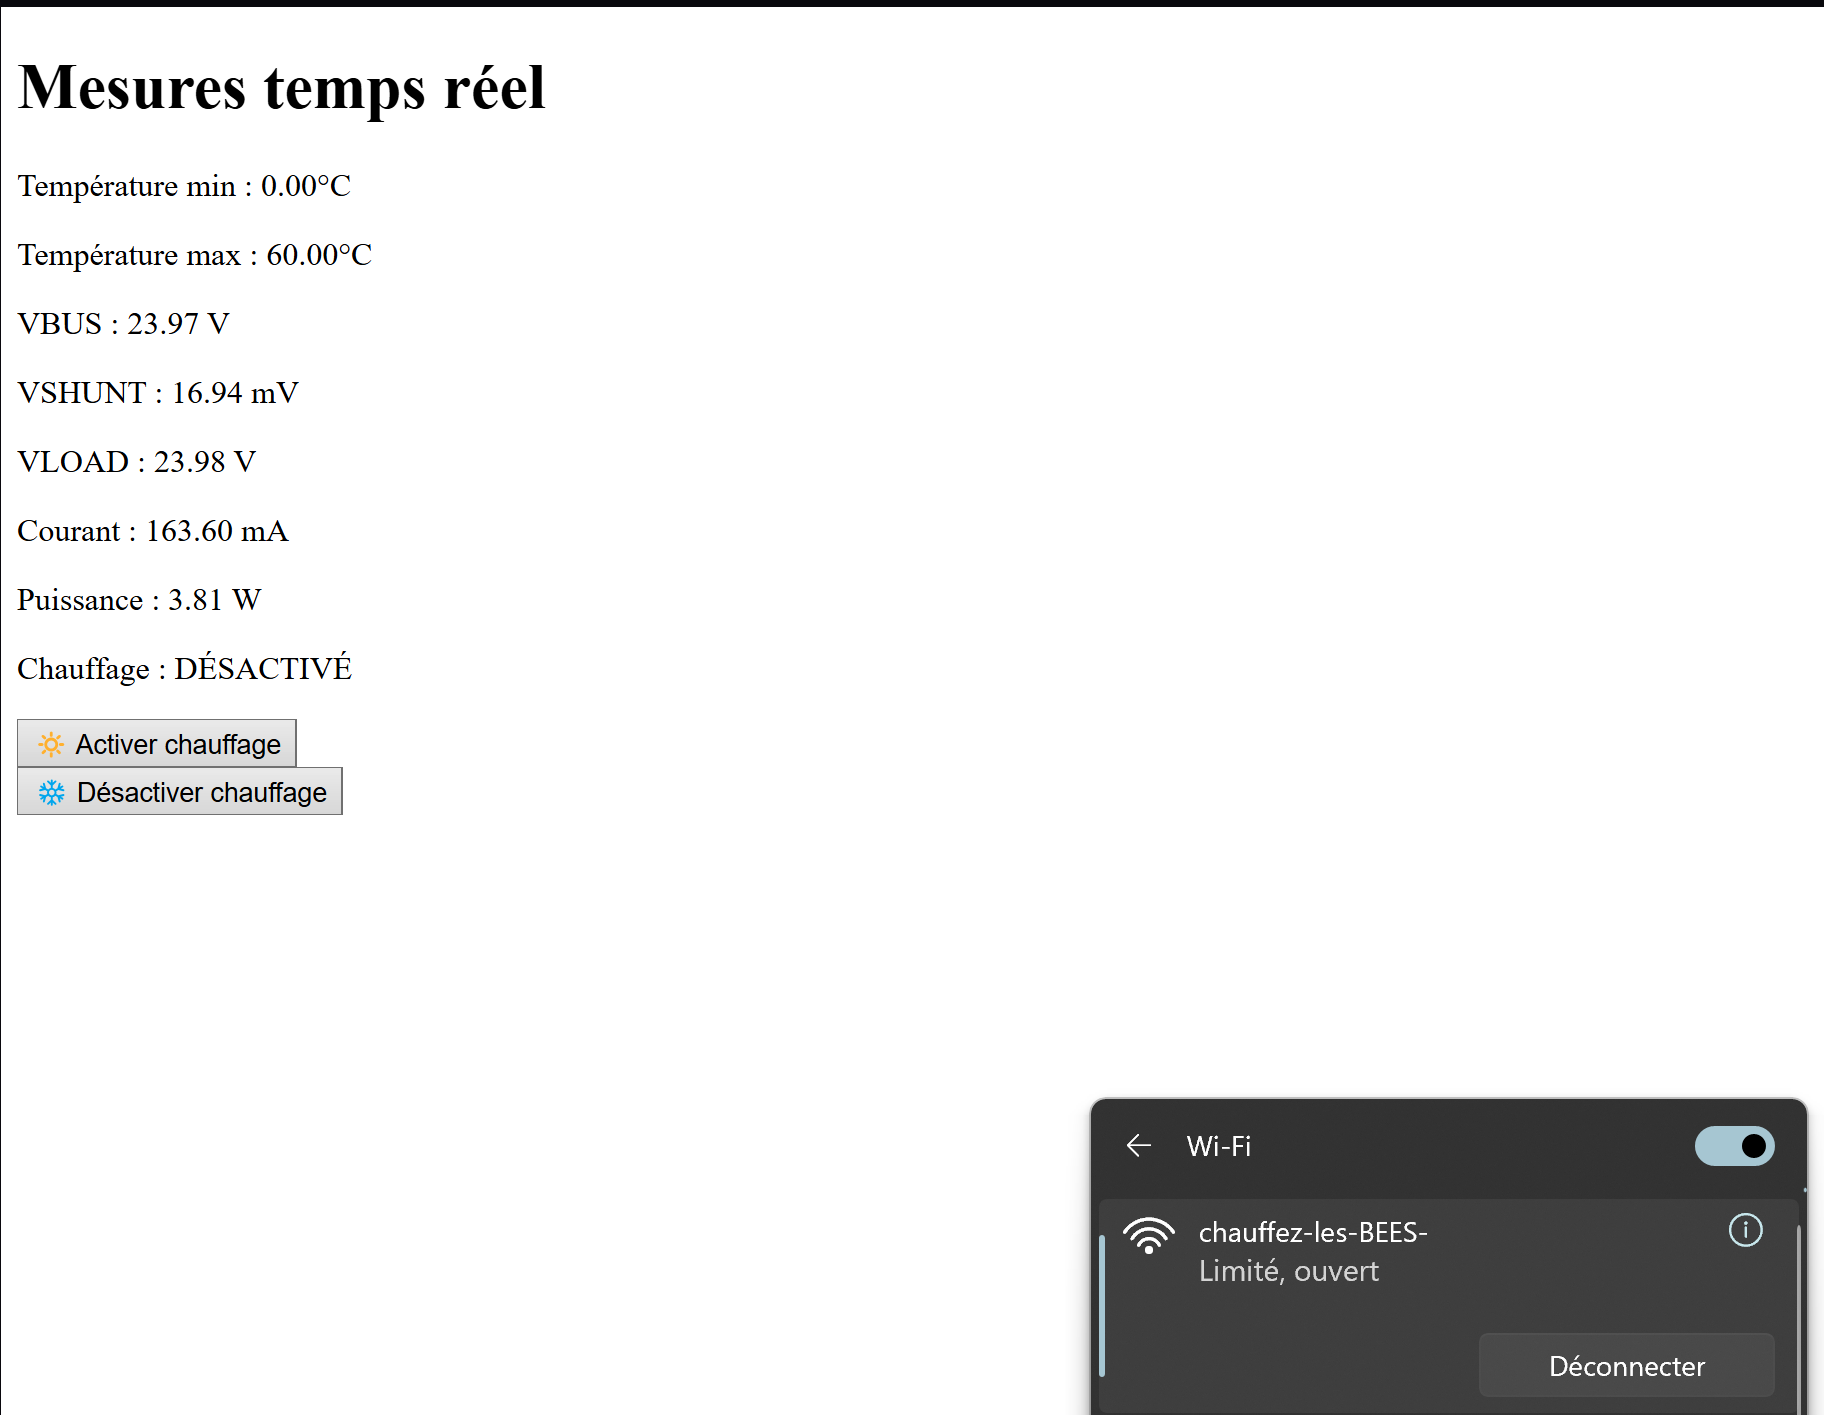 Mesures temps réel
Température min : 0.00°C
Température max : 60.00°C
VBUS : 23.97 V
VSHUNT : 16.94 mV
VLOAD : 23.98 V
Courant : 163.60 mA
Puissance : 3.81 W
Chauffage : DÉSACTIVÉ
Activer chauffage
Désactiver chauffage
Wi-Fi
chauffez-les-BEES-
Limité, ouvert
Déconnecter